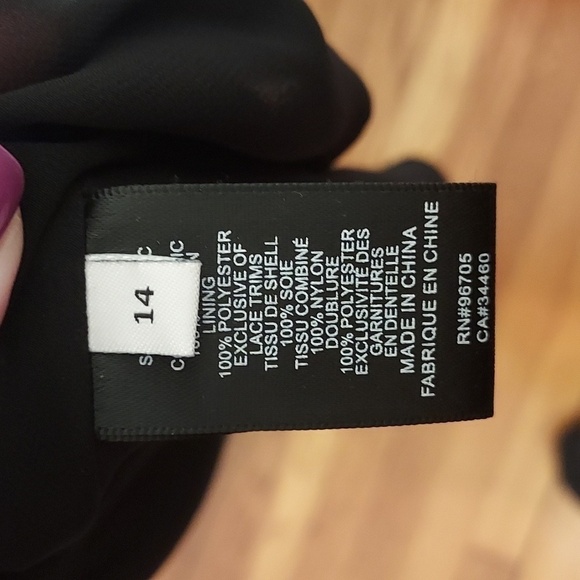 14
LINING
100% POLYESTER
EXCLUSIVE OF
LACE TRIMS
TISSU DE SHELL
100% SOIE
TISSU COMBINÉ
100% NYLON
DOUBLURE
100% POLYESTER
EXCLUSIVITÉ DES
GARNITURES
EN DENTELLE
MADE IN CHINA
FABRIQUE EN CHINE
RN#96705
CA#34460